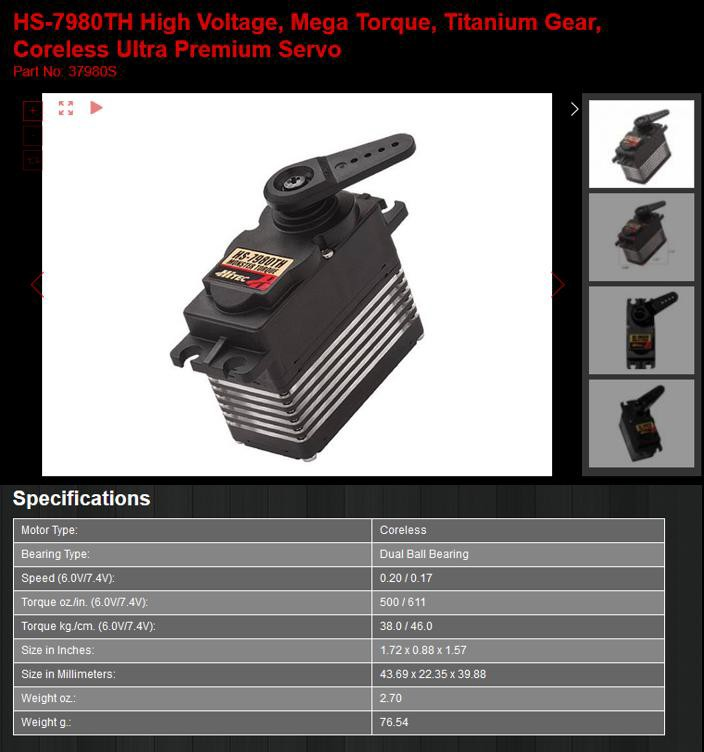 HS-7980TH High Voltage, Mega Torque, Titanium Gear,
Coreless Ultra Premium Servo
Part No: 37980S
HS-7980TH
MONSTER TORQUE
HITEC
Specifications
Motor Type: Coreless
Bearing Type: Dual Ball Bearing
Speed (6.0V/7.4V): 0.20 / 0.17
Torque oz./in. (6.0V/7.4V): 500 / 611
Torque kg./cm. (6.0V/7.4V): 38.0 / 46.0
Size in Inches: 1.72 x 0.88 x 1.57
Size in Millimeters: 43.69 x 22.35 x 39.88
Weight oz.: 2.70
Weight g.: 76.54